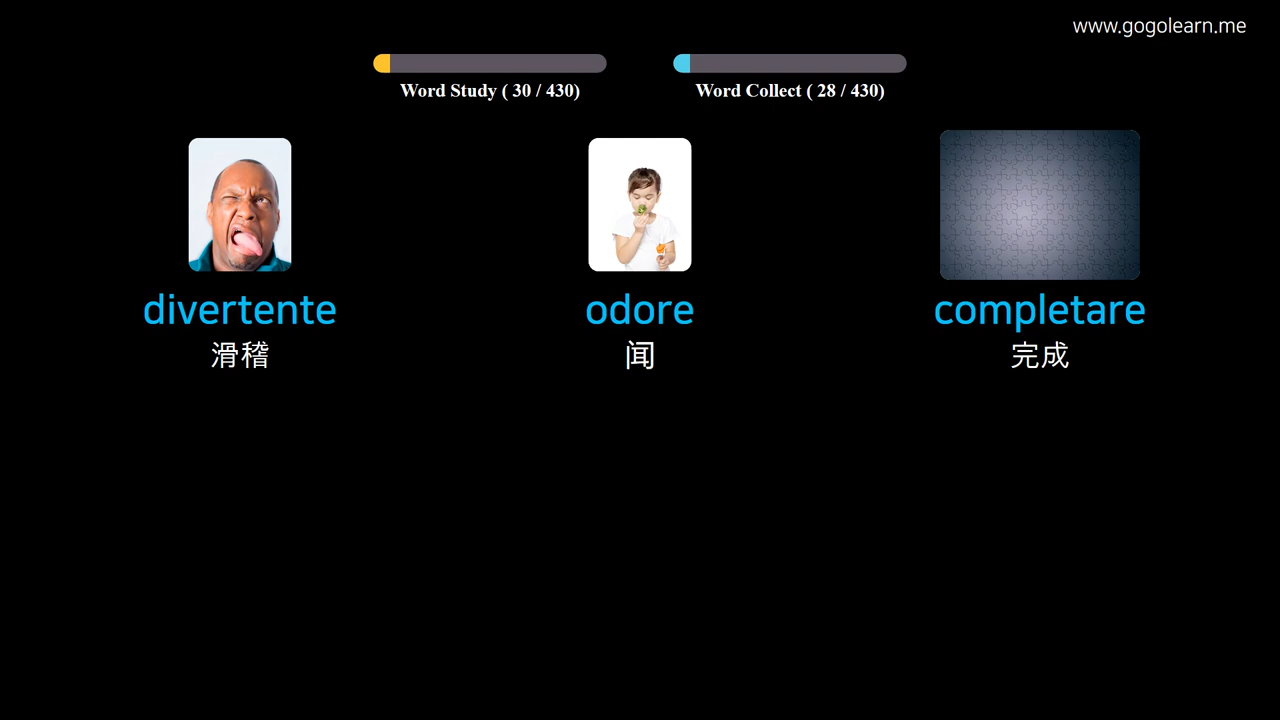 www.gogolearn.me
Word Study ( 30 / 430)
Word Collect ( 28 / 430)
divertente
odore
completare
滑稽
闻
完成